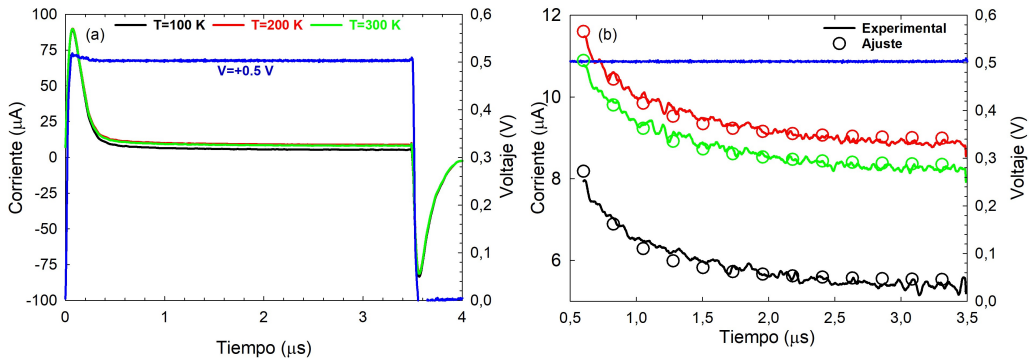 (a)
T=100 K T=200 K T=300 K
V=+0.5 V
Corriente (μA)
100
75
50
25
0
-25
-50
-75
-100
0 1 2 3 4
Tiempo (μs)
0,6
0,5
0,4
0,3
0,2
0,1
0,0
Voltaje (V)
(b)
Experimental
Ajuste
Corriente (μA)
12
10
8
6
0,5 1,0 1,5 2,0 2,5 3,0 3,5
Tiempo (μs)
0,6
0,5
0,4
0,3
0,2
0,1
0,0
Voltaje (V)